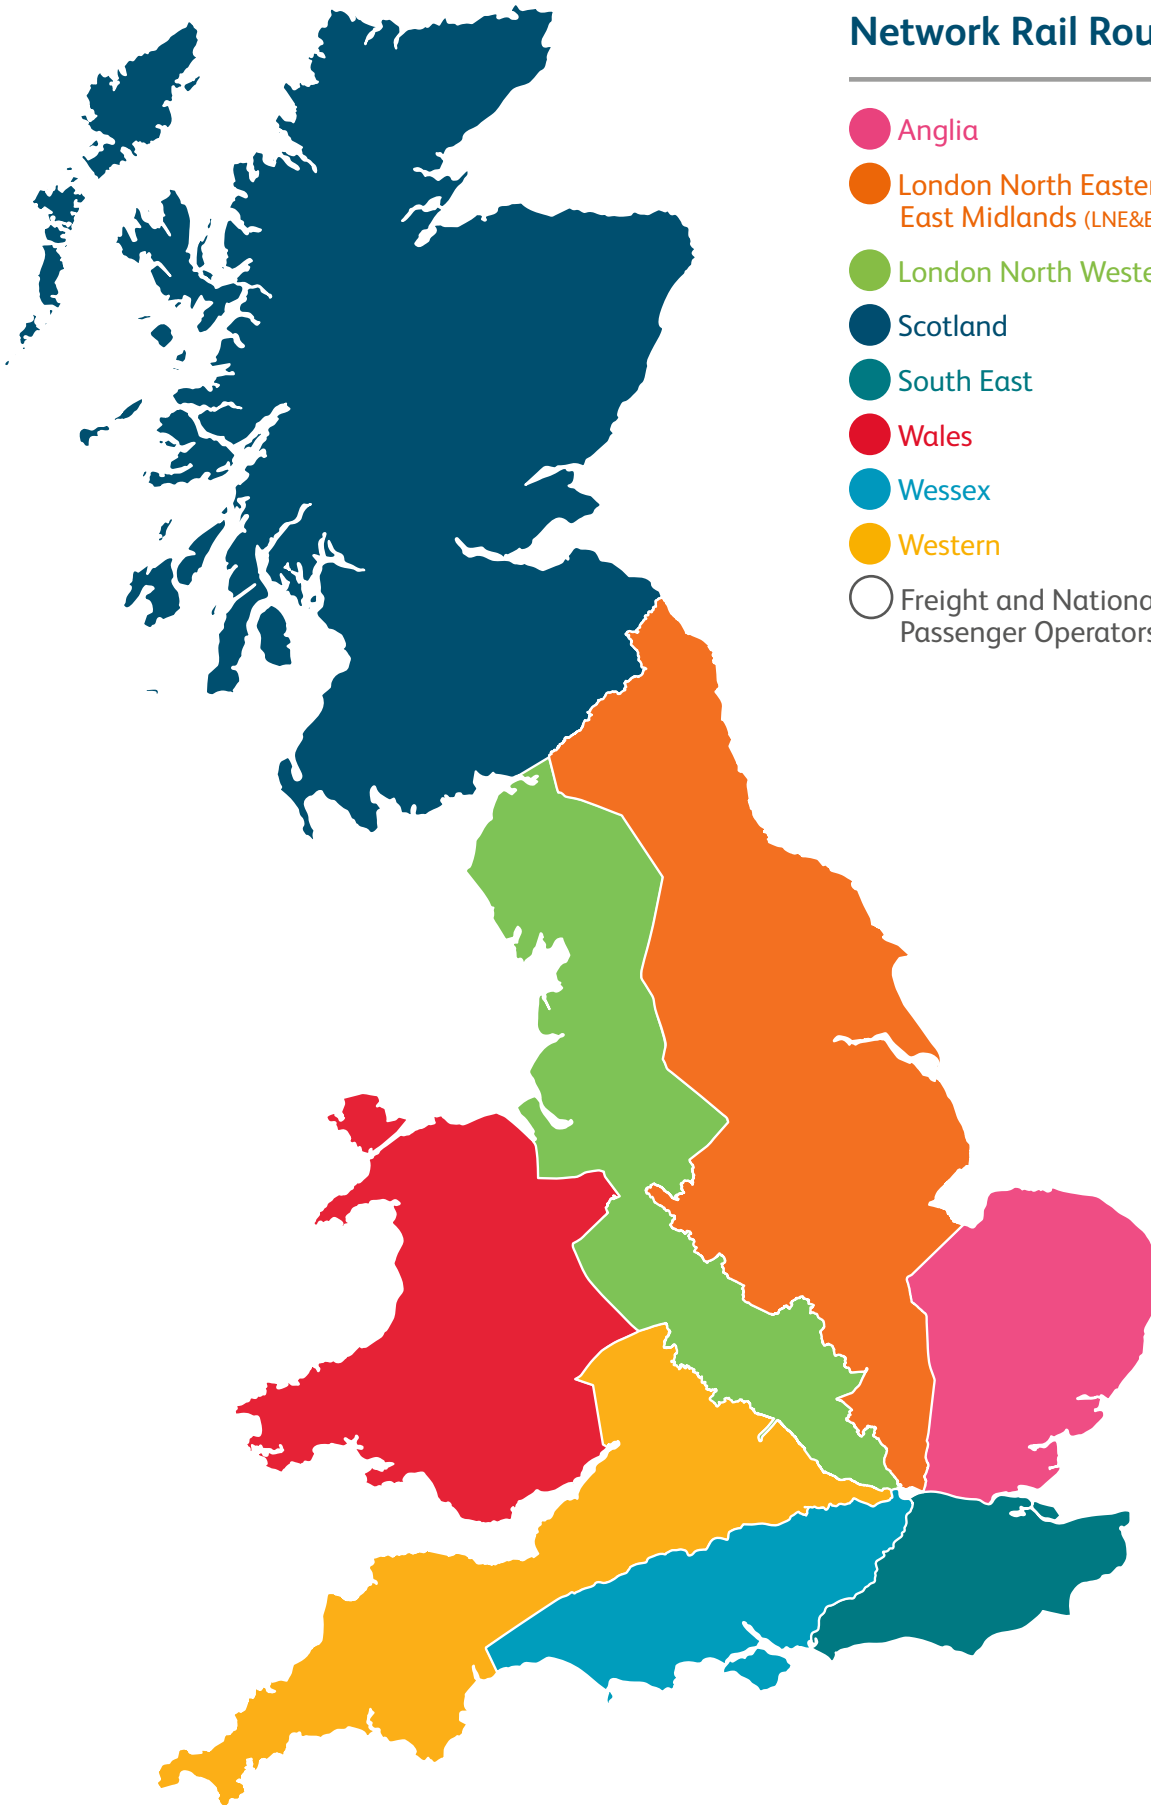 Network Rail Rou
Anglia
London North Easter
East Midlands (LNE&E
London North Weste
Scotland
South East
Wales
Wessex
Western
Freight and Nationa
Passenger Operators